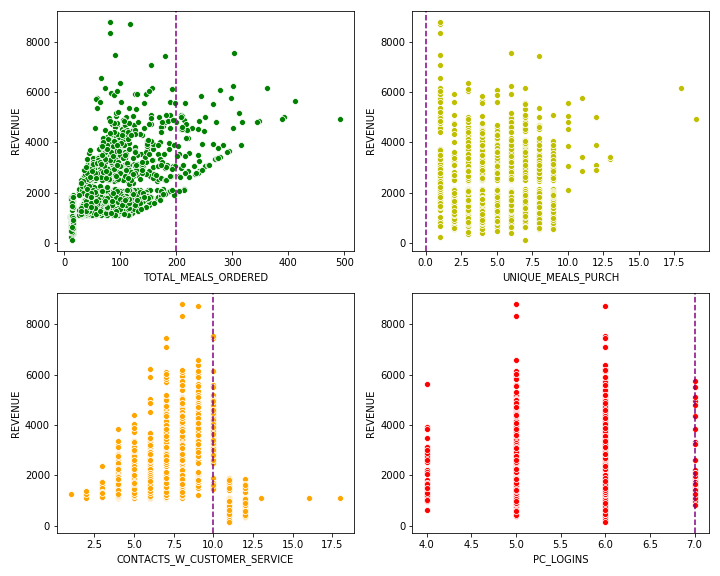 8000
6000
4000
2000
0
REVENUE
0 100 200 300 400 500
TOTAL_MEALS_ORDERED
8000
6000
4000
2000
0
REVENUE
0.0 2.5 5.0 7.5 10.0 12.5 15.0 17.5
UNIQUE_MEALS_PURCH
8000
6000
4000
2000
0
REVENUE
2.5 5.0 7.5 10.0 12.5 15.0 17.5
CONTACTS_W_CUSTOMER_SERVICE
8000
6000
4000
2000
0
REVENUE
4.0 4.5 5.0 5.5 6.0 6.5 7.0
PC_LOGINS